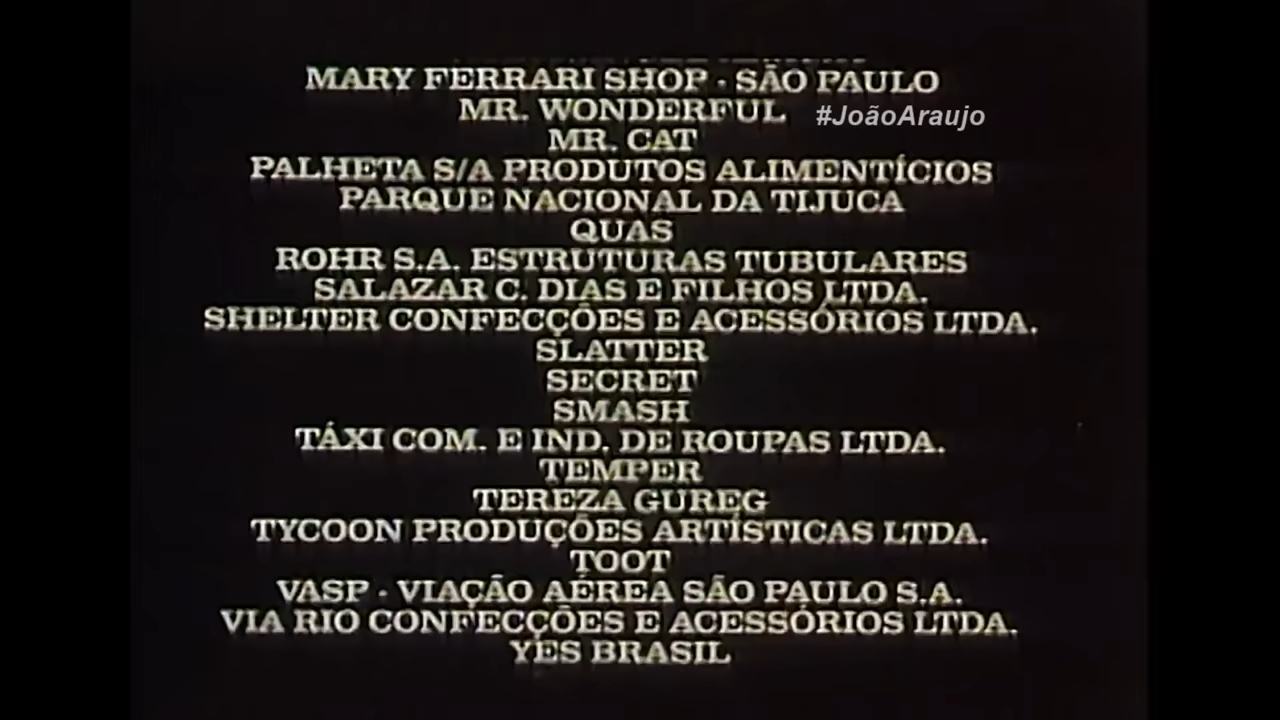 MARY FERRARI SHOP - SÃO PAULO
MR. WONDERFUL
#JoãoAraujo
MR. CAT
PALHETA S/A PRODUTOS ALIMENTÍCIOS
PARQUE NACIONAL DA TIJUCA
QUAS
ROHR S.A. ESTRUTURAS TUBULARES
SALAZAR C. DIAS E FILHOS LTDA.
SHELTER CONFECÇÕES E ACESSÓRIOS LTDA.
SLATTER
SECRET
SMASH
TÁXI COM. E IND. DE ROUPAS LTDA.
TEMPER
TEREZA GUREG
TYCOON PRODUÇÕES ARTÍSTICAS LTDA.
TOOT
VASP - VIAÇÃO AÉREA SÃO PAULO S.A.
VIA RIO CONFECÇÕES E ACESSÓRIOS LTDA.
YES BRASIL